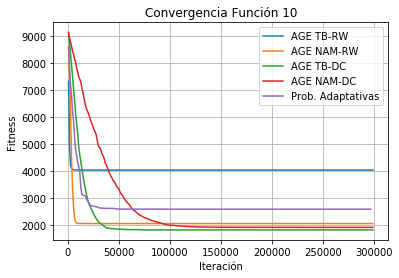 Convergencia Función 10
9000
8000
7000
6000
5000
4000
3000
2000
Fitness
AGE TB-RW
AGE NAM-RW
AGE TB-DC
AGE NAM-DC
Prob. Adaptativas
0 50000 100000 150000 200000 250000 300000
Iteración